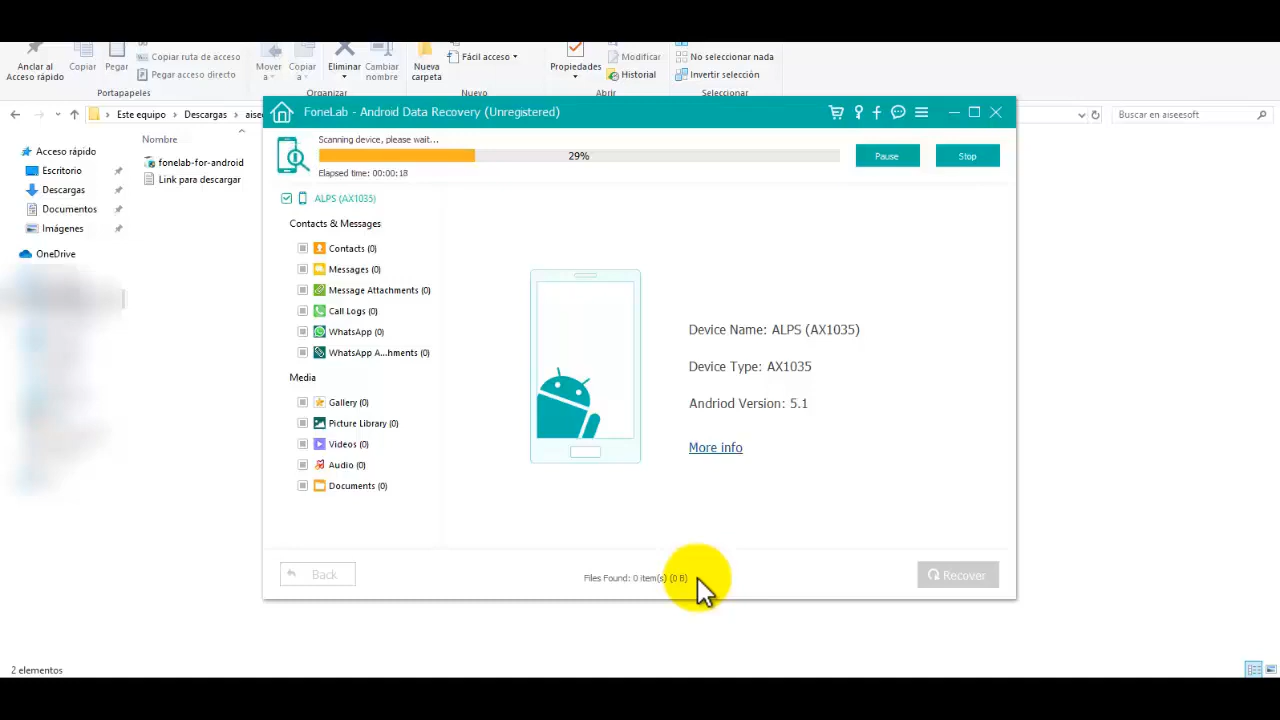 Anclar al
Acceso rápido
Copiar
Pegar
Copiar ruta de acceso
Pegar acceso directo
Mover
a
Copiar
a
Eliminar
Cambiar
nombre
Nueva
carpeta
Fácil acceso
Propiedades
Modificar
Historial
No seleccionar nada
Invertir selección
Portapapeles
Organizar
Nuevo
Abrir
Seleccionar
Este equipo > Descargas >
Buscar en aiseesoft
Nombre
Acceso rápido
Escritorio
Descargas
Documentos
Imágenes
OneDrive
fonelab-for-android
Link para descargar
FoneLab - Android Data Recovery (Unregistered)
Scanning device, please wait...
29%
Pause
Stop
Elapsed time: 00:00:18
ALPS (AX1035)
Contacts & Messages
Contacts (0)
Messages (0)
Message Attachments (0)
Call Logs (0)
WhatsApp (0)
WhatsApp A...hments (0)
Media
Gallery (0)
Picture Library (0)
Videos (0)
Audio (0)
Documents (0)
Device Name: ALPS (AX1035)
Device Type: AX1035
Andriod Version: 5.1
More info
Back
Files Found: 0 item(s) (0 B)
Recover
2 elementos